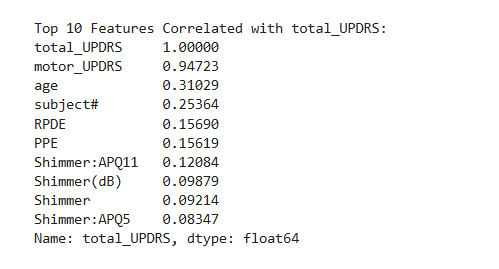 Top 10 Features Correlated with total_UPDRS:
total_UPDRS 1.00000
motor_UPDRS 0.94723
age 0.31029
subject# 0.25364
RPDE 0.15690
PPE 0.15619
Shimmer:APQ11 0.12084
Shimmer(dB) 0.09879
Shimmer 0.09214
Shimmer:APQ5 0.08347
Name: total_UPDRS, dtype: float64